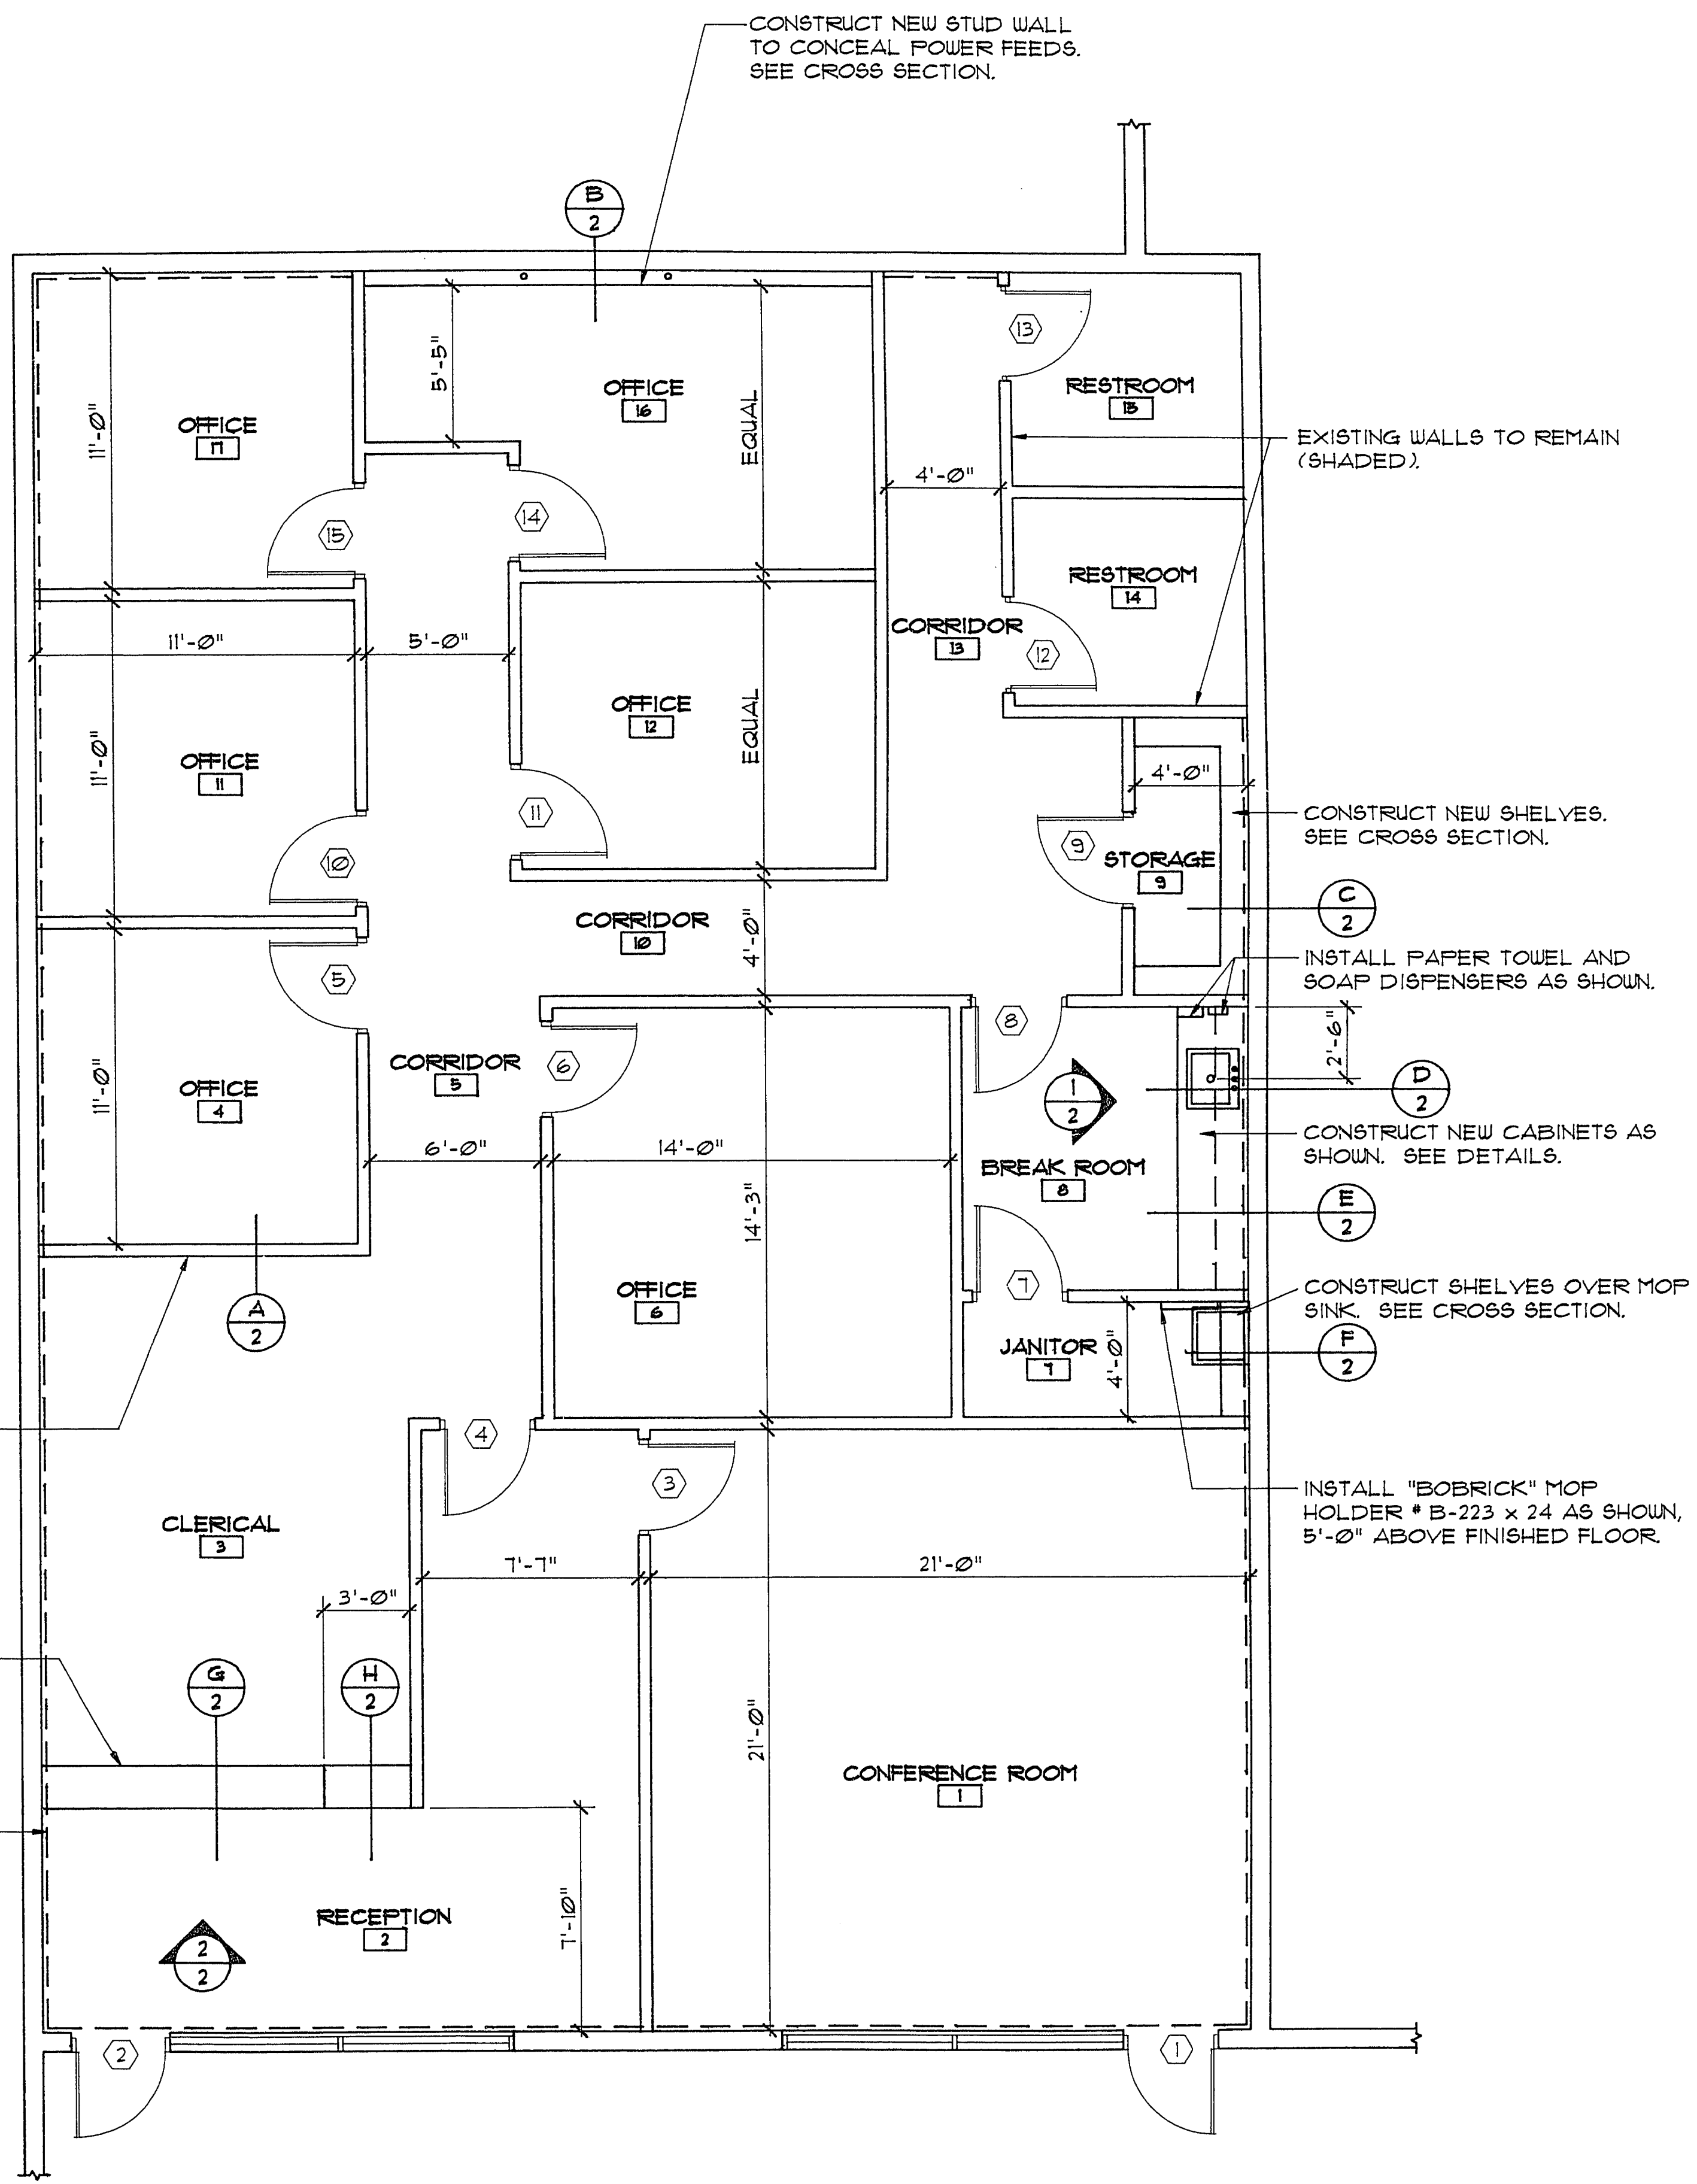 CONSTRUCT NEW STUD WALL
TO CONCEAL POWER FEEDS.
SEE CROSS SECTION.
B
2
13
5'-5"
OFFICE
16
RESTROOM
15
11'-0"
OFFICE
17
EQUAL
EXISTING WALLS TO REMAIN
(SHADED).
4'-0"
15
14
RESTROOM
14
CORRIDOR
13
12
11'-0"
5'-0"
OFFICE
12
EQUAL
11'-0"
OFFICE
11
4'-0"
CONSTRUCT NEW SHELVES.
SEE CROSS SECTION.
11
10
9
STORAGE
9
C
2
CORRIDOR
10
4'-0"
INSTALL PAPER TOWEL AND
SOAP DISPENSERS AS SHOWN.
5
8
2'-6"
CORRIDOR
5
6
1
2
D
2
11'-0"
OFFICE
4
CONSTRUCT NEW CABINETS AS
SHOWN. SEE DETAILS.
6'-0"
14'-0"
BREAK ROOM
8
14'-3"
E
2
OFFICE
6
7
CONSTRUCT SHELVES OVER MOP
SINK. SEE CROSS SECTION.
A
2
JANITOR
7
4'-0"
F
2
4
3
INSTALL "BOBRICK" MOP
HOLDER # B-223 x 24 AS SHOWN,
5'-0" ABOVE FINISHED FLOOR.
CLERICAL
3
7'-7"
21'-0"
3'-0"
G
2
H
2
21'-0"
CONFERENCE ROOM
1
RECEPTION
2
7'-10"
2
2
2
1